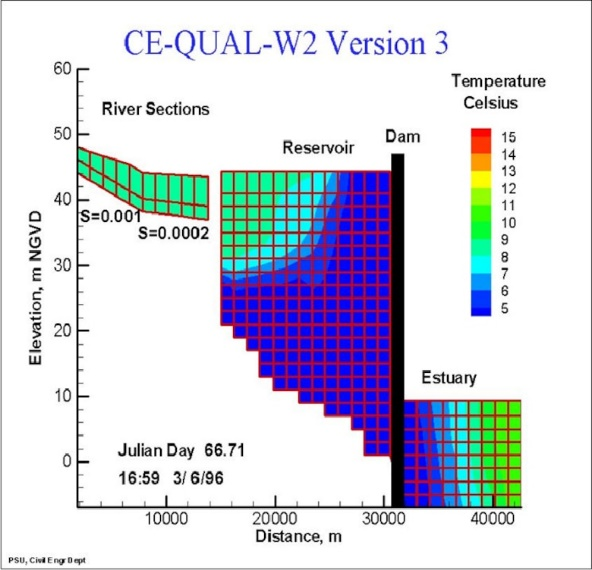 CE-QUAL-W2 Version 3
60
50
40
30
20
10
0
Elevation, m NGVD
River Sections
S=0.001
S=0.0002
Reservoir
Dam
Temperature
Celsius
15
14
13
12
11
10
9
8
7
6
5
Estuary
Julian Day 66.71
16:59 3/ 6/96
10000 20000 30000 40000
Distance, m
PSU, Civil Engr Dept